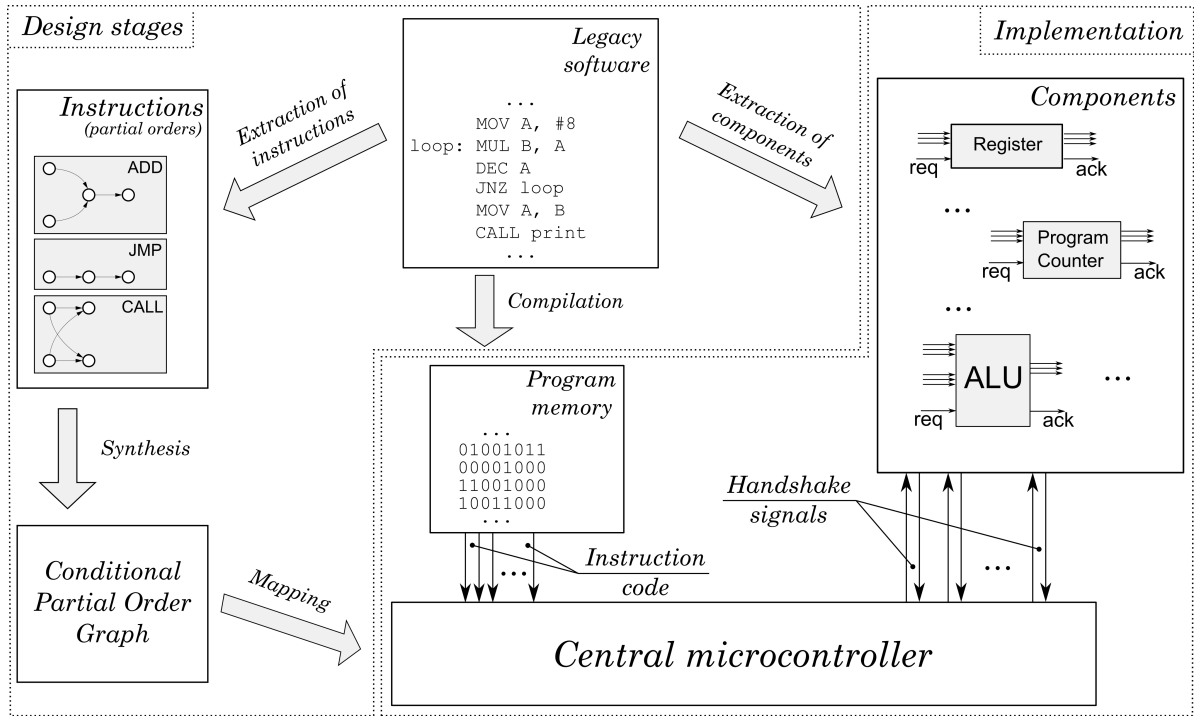 Design stages
Implementation
Legacy
software
...
MOV A, #8
loop: MUL B, A
DEC A
JNZ loop
MOV A, B
CALL print
...
Extraction of
instructions
Extraction of
components
Instructions
(partial orders)
ADD
JMP
CALL
Compilation
Synthesis
Conditional
Partial Order
Graph
Mapping
Program
memory
...
01001011
00001000
11001000
10011000
...
Instruction
code
...
Components
Register
req
ack
...
Program
Counter
req
ack
...
ALU
req
ack
...
Handshake
signals
...
Central microcontroller